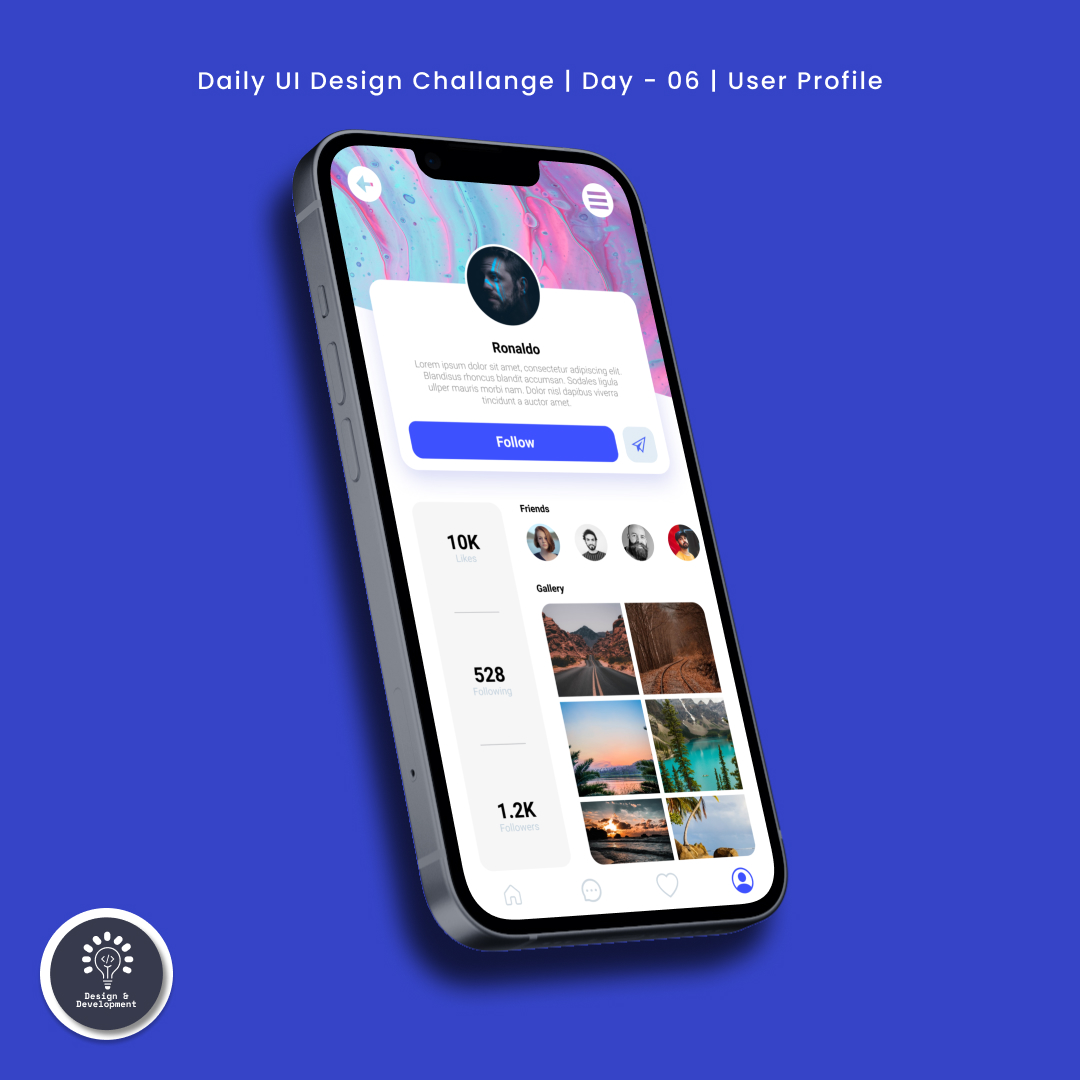 Daily UI Design Challange | Day - 06 | User Profile
Ronaldo
Lorem ipsum dolor sit amet, consectetur adipiscing elit.
Blandisus rhoncus blandit accumsan. Sodales ligula
ullper mauris morbi nam. Dolor nisl dapibus viverra
tincidunt a auctor amet.
Follow
10K
Likes
Friends
Gallery
528
Following
1.2K
Followers
</>
Design &
Development